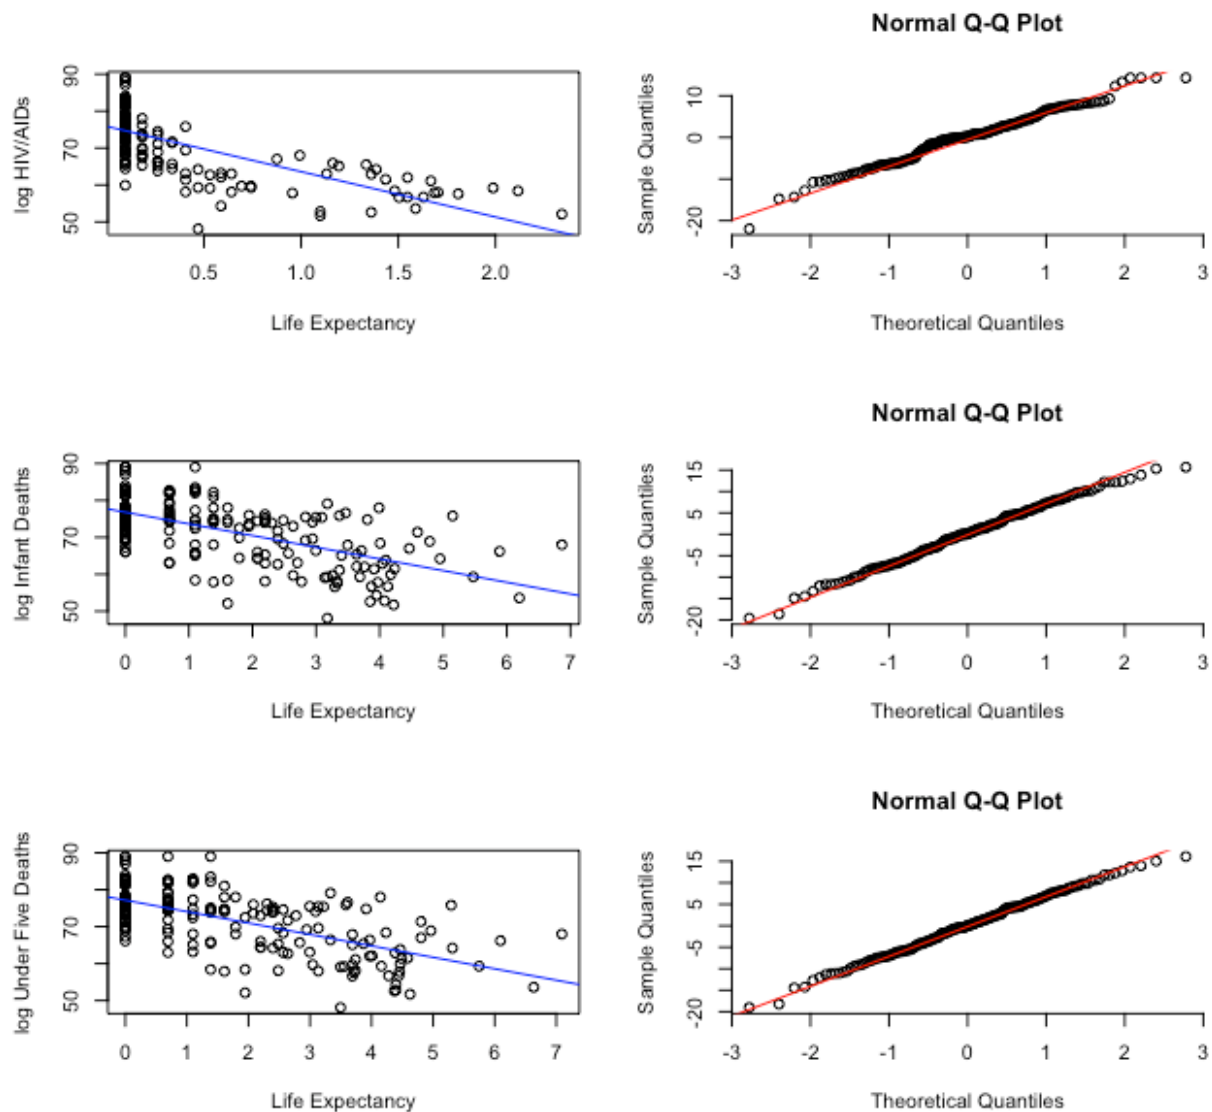 Normal Q-Q Plot
log HIV/AIDs
90
70
50
0.5 1.0 1.5 2.0
Life Expectancy
Sample Quantiles
10
0
-20
-3 -2 -1 0 1 2 3
Theoretical Quantiles
Normal Q-Q Plot
log Infant Deaths
90
70
50
0 1 2 3 4 5 6 7
Life Expectancy
Sample Quantiles
15
5
-5
-20
-3 -2 -1 0 1 2 3
Theoretical Quantiles
Normal Q-Q Plot
log Under Five Deaths
90
70
50
0 1 2 3 4 5 6 7
Life Expectancy
Sample Quantiles
15
5
-5
-20
-3 -2 -1 0 1 2 3
Theoretical Quantiles